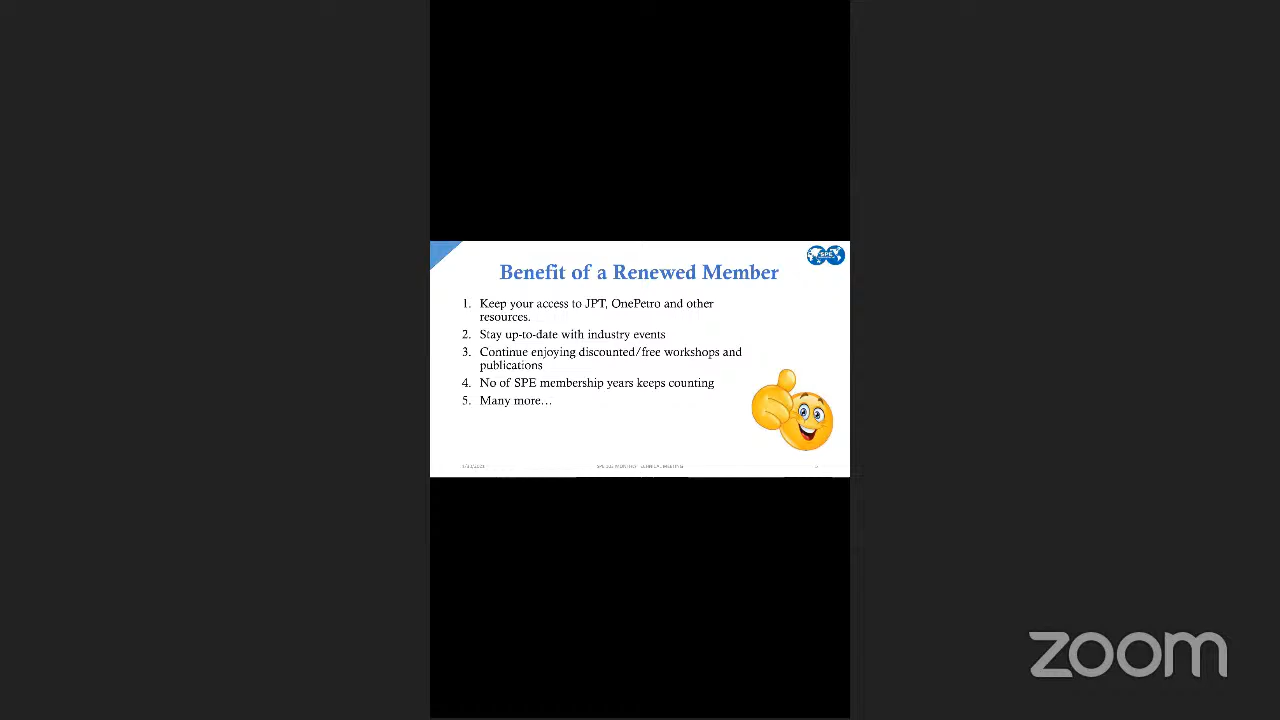 SPE
Benefit of a Renewed Member
1. Keep your access to JPT, OnePetro and other
resources.
2. Stay up-to-date with industry events
3. Continue enjoying discounted/free workshops and
publications
4. No of SPE membership years keeps counting
5. Many more…
zoom